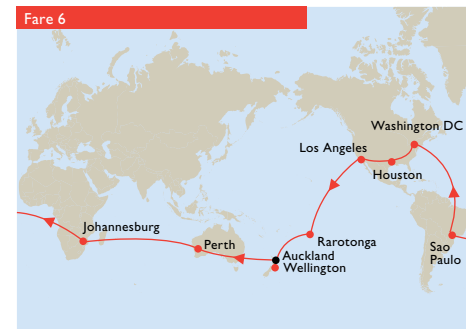 Fare 6
Washington DC
Los Angeles
Houston
Johannesburg
Perth
Rarotonga
Auckland
Wellington
Sao
Paulo